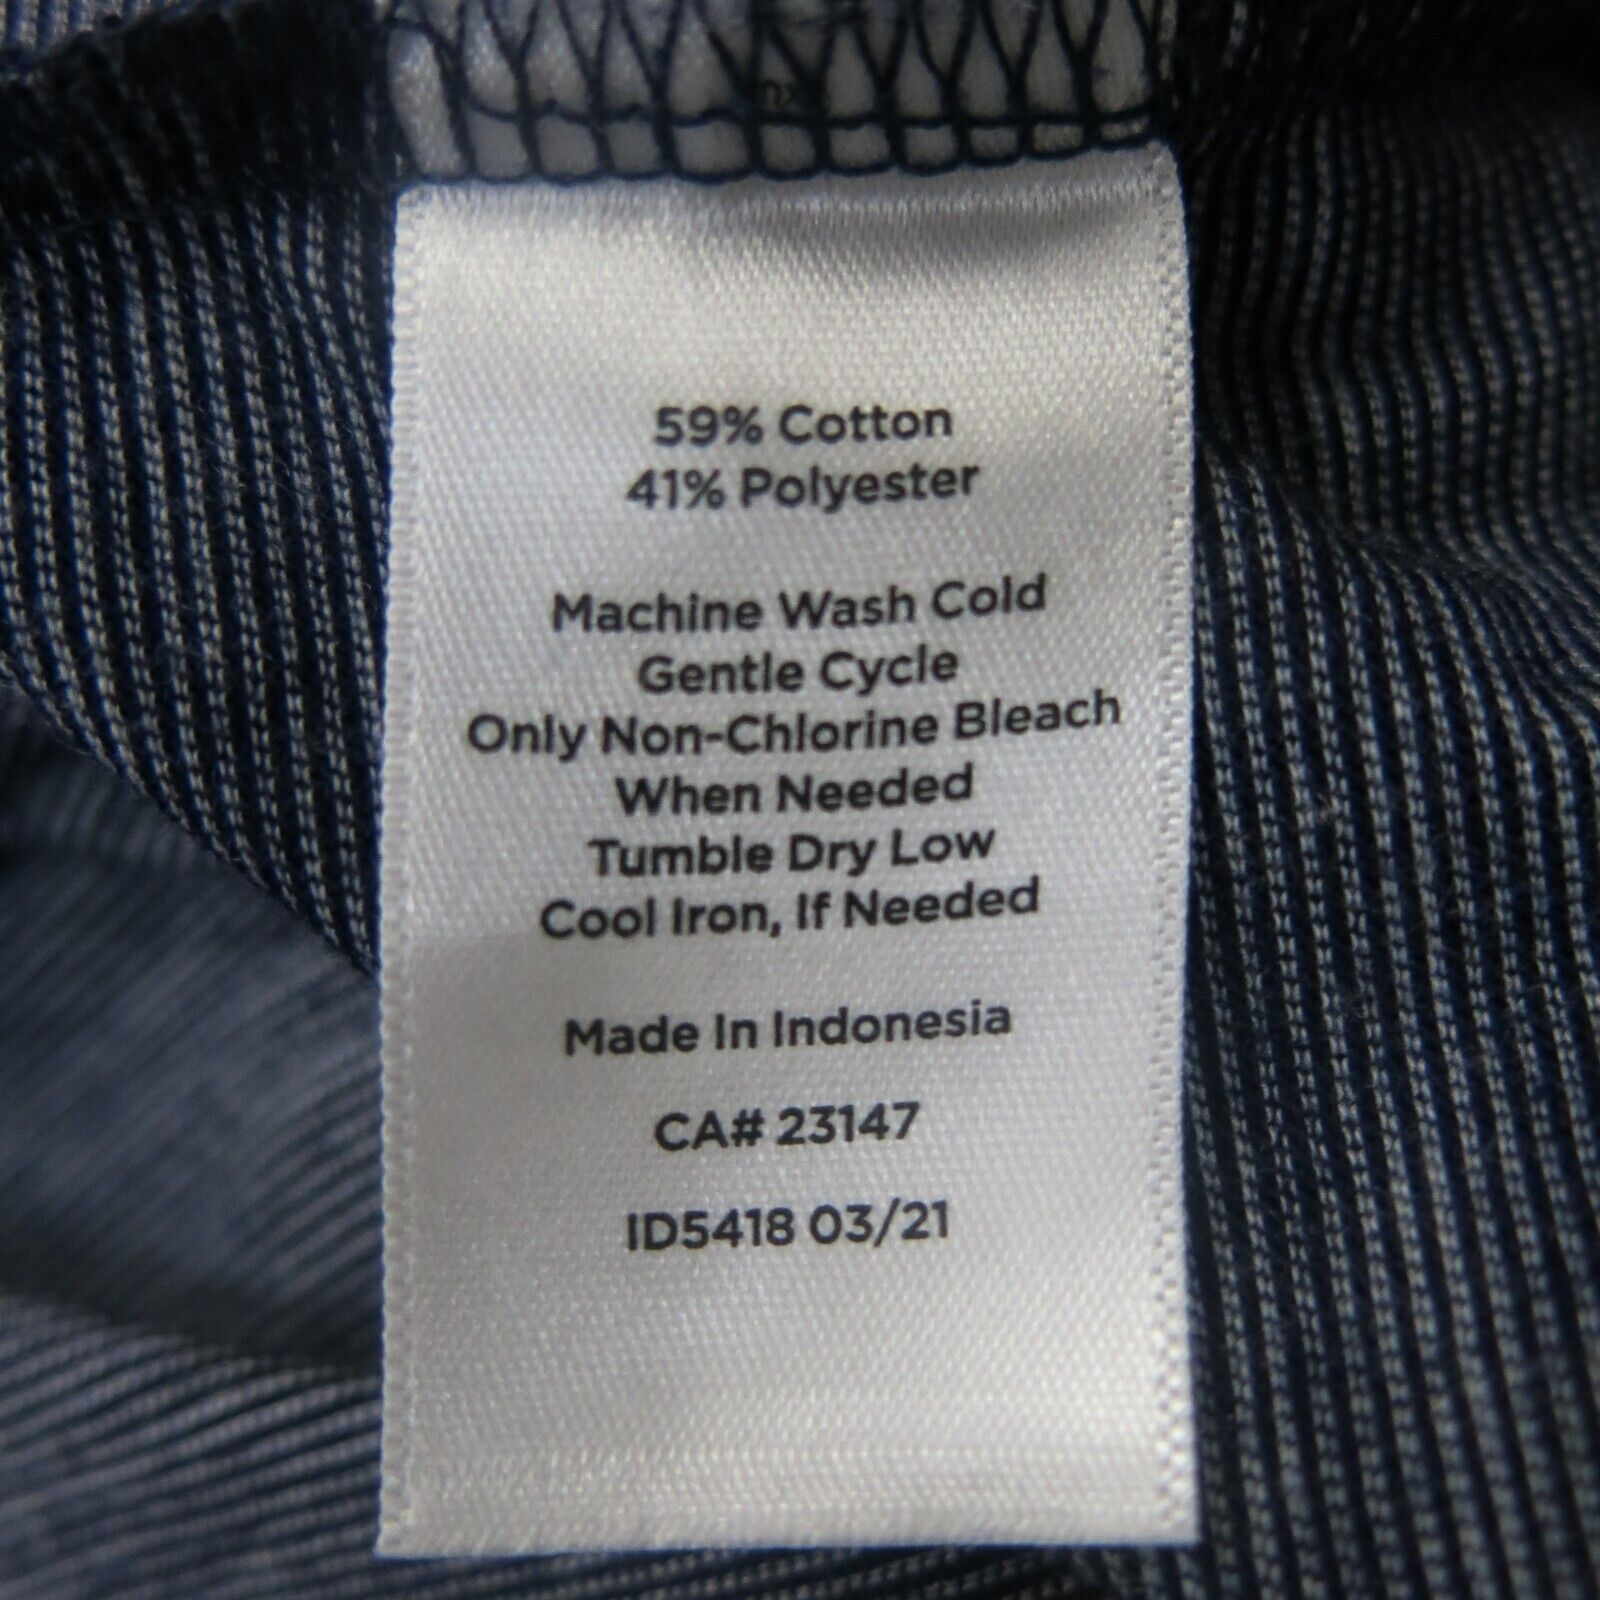 59% Cotton
41% Polyester
Machine Wash Cold
Gentle Cycle
Only Non-Chlorine Bleach
When Needed
Tumble Dry Low
Cool Iron, If Needed
Made In Indonesia
CA# 23147
ID5418 03/21